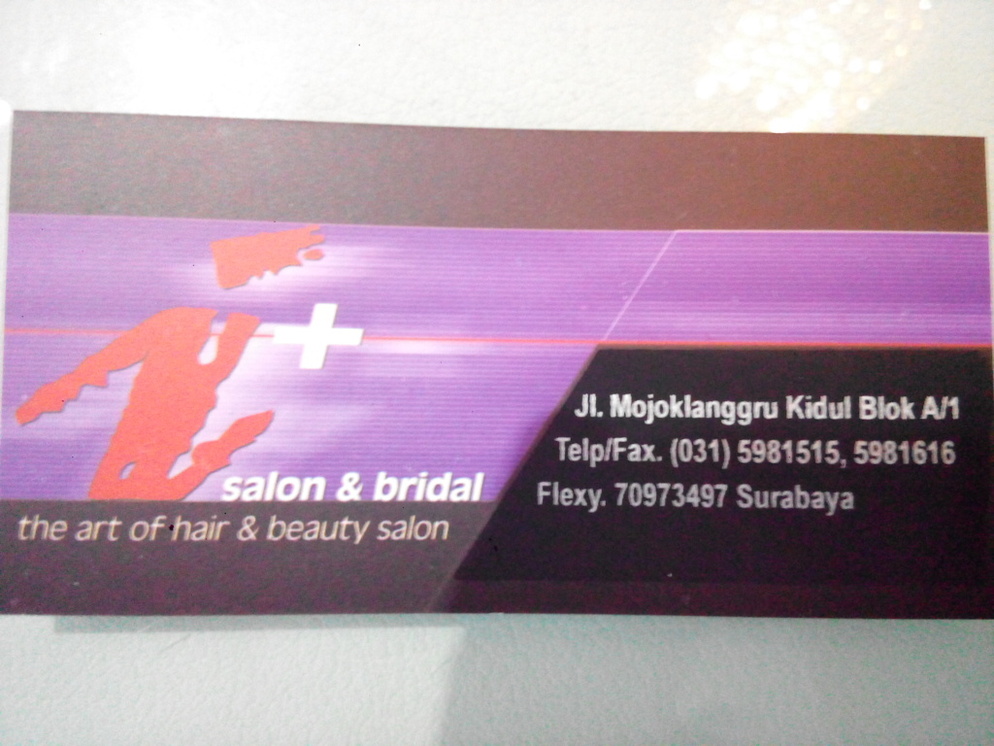 salon & bridal
the art of hair & beauty salon
Jl. Mojoklanggru Kidul Blok A/1
Telp/Fax. (031) 5981515, 5981616
Flexy. 70973497 Surabaya